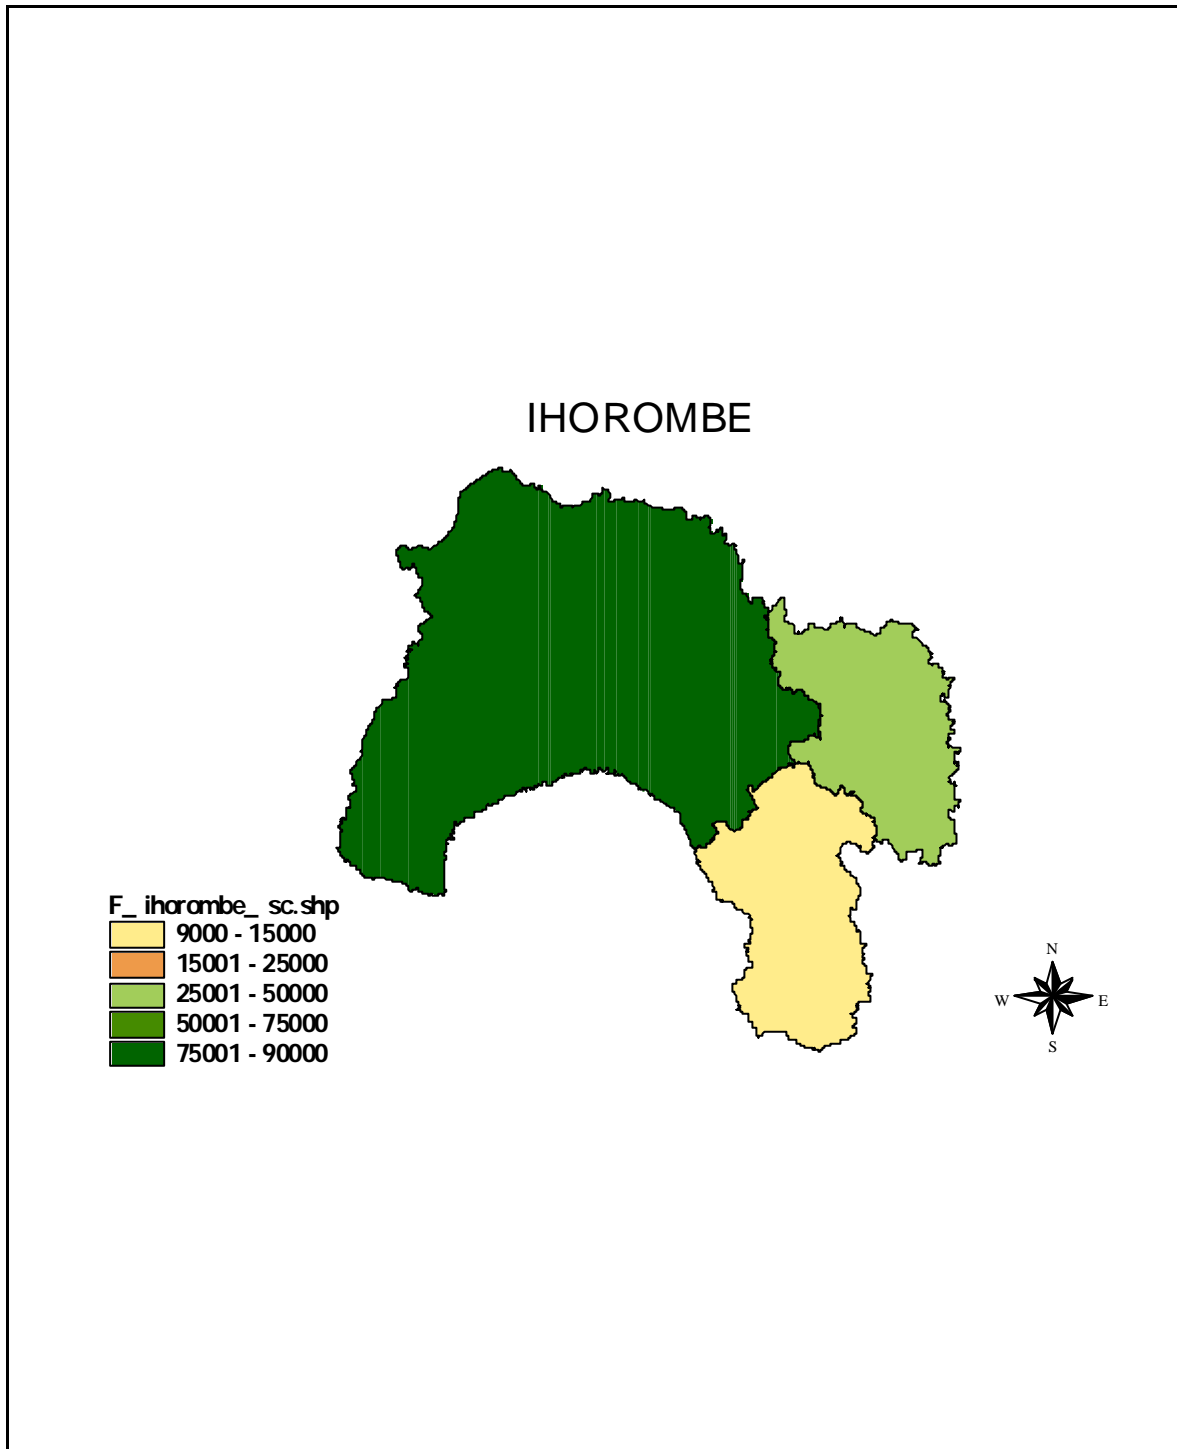 IHOROMBE
F_ ihorombe_ sc.shp
9000 - 15000
15001 - 25000
25001 - 50000
50001 - 75000
75001 - 90000
N
W E
S